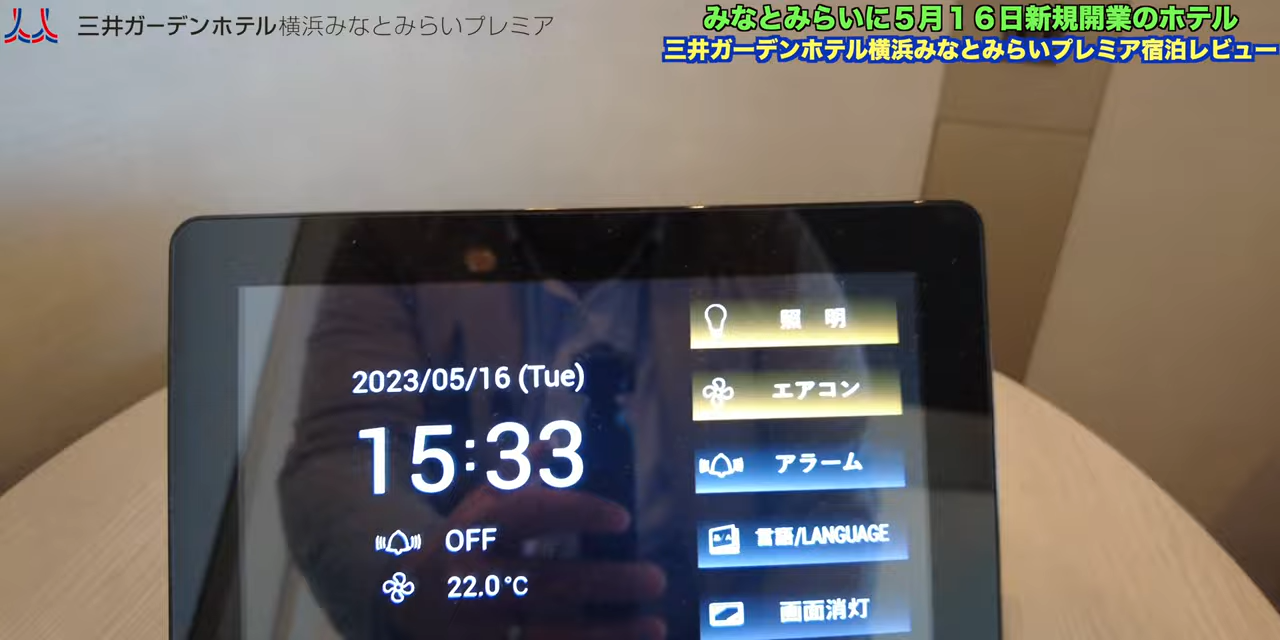 三井ガーデンホテル横浜みなとみらいプレミア
みなとみらいに５月１６日新規開業のホテル
三井ガーデンホテル横浜みなとみらいプレミア宿泊レビュー
2023/05/16 (Tue)
15:33
OFF
22.0℃
照 明
エアコン
アラーム
言語/LANGUAGE
画面消灯